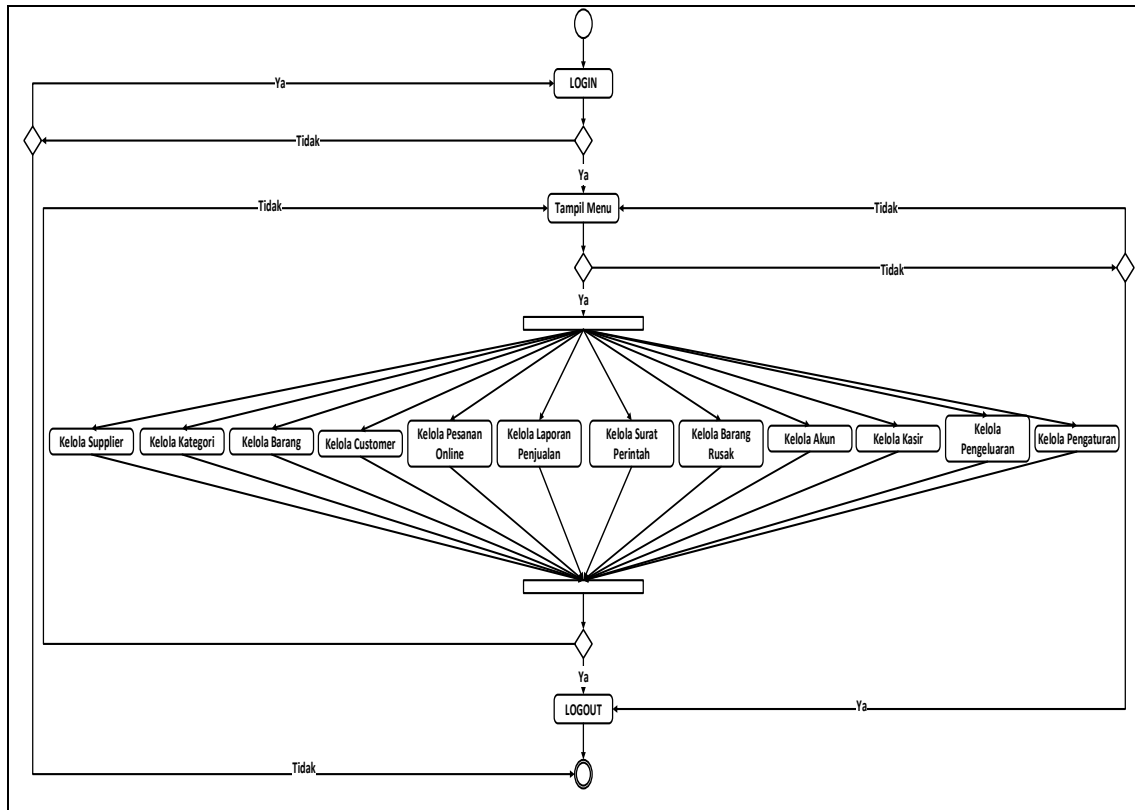 LOGIN
Ya
Tidak
Ya
Tidak
Tampil Menu
Tidak
Tidak
Ya
Kelola Supplier
Kelola Kategori
Kelola Barang
Kelola Customer
Kelola Pesanan
Online
Kelola Laporan
Penjualan
Kelola Surat
Perintah
Kelola Barang
Rusak
Kelola Akun
Kelola Kasir
Kelola
Pengeluaran
Kelola Pengaturan
Ya
LOGOUT
Ya
Tidak